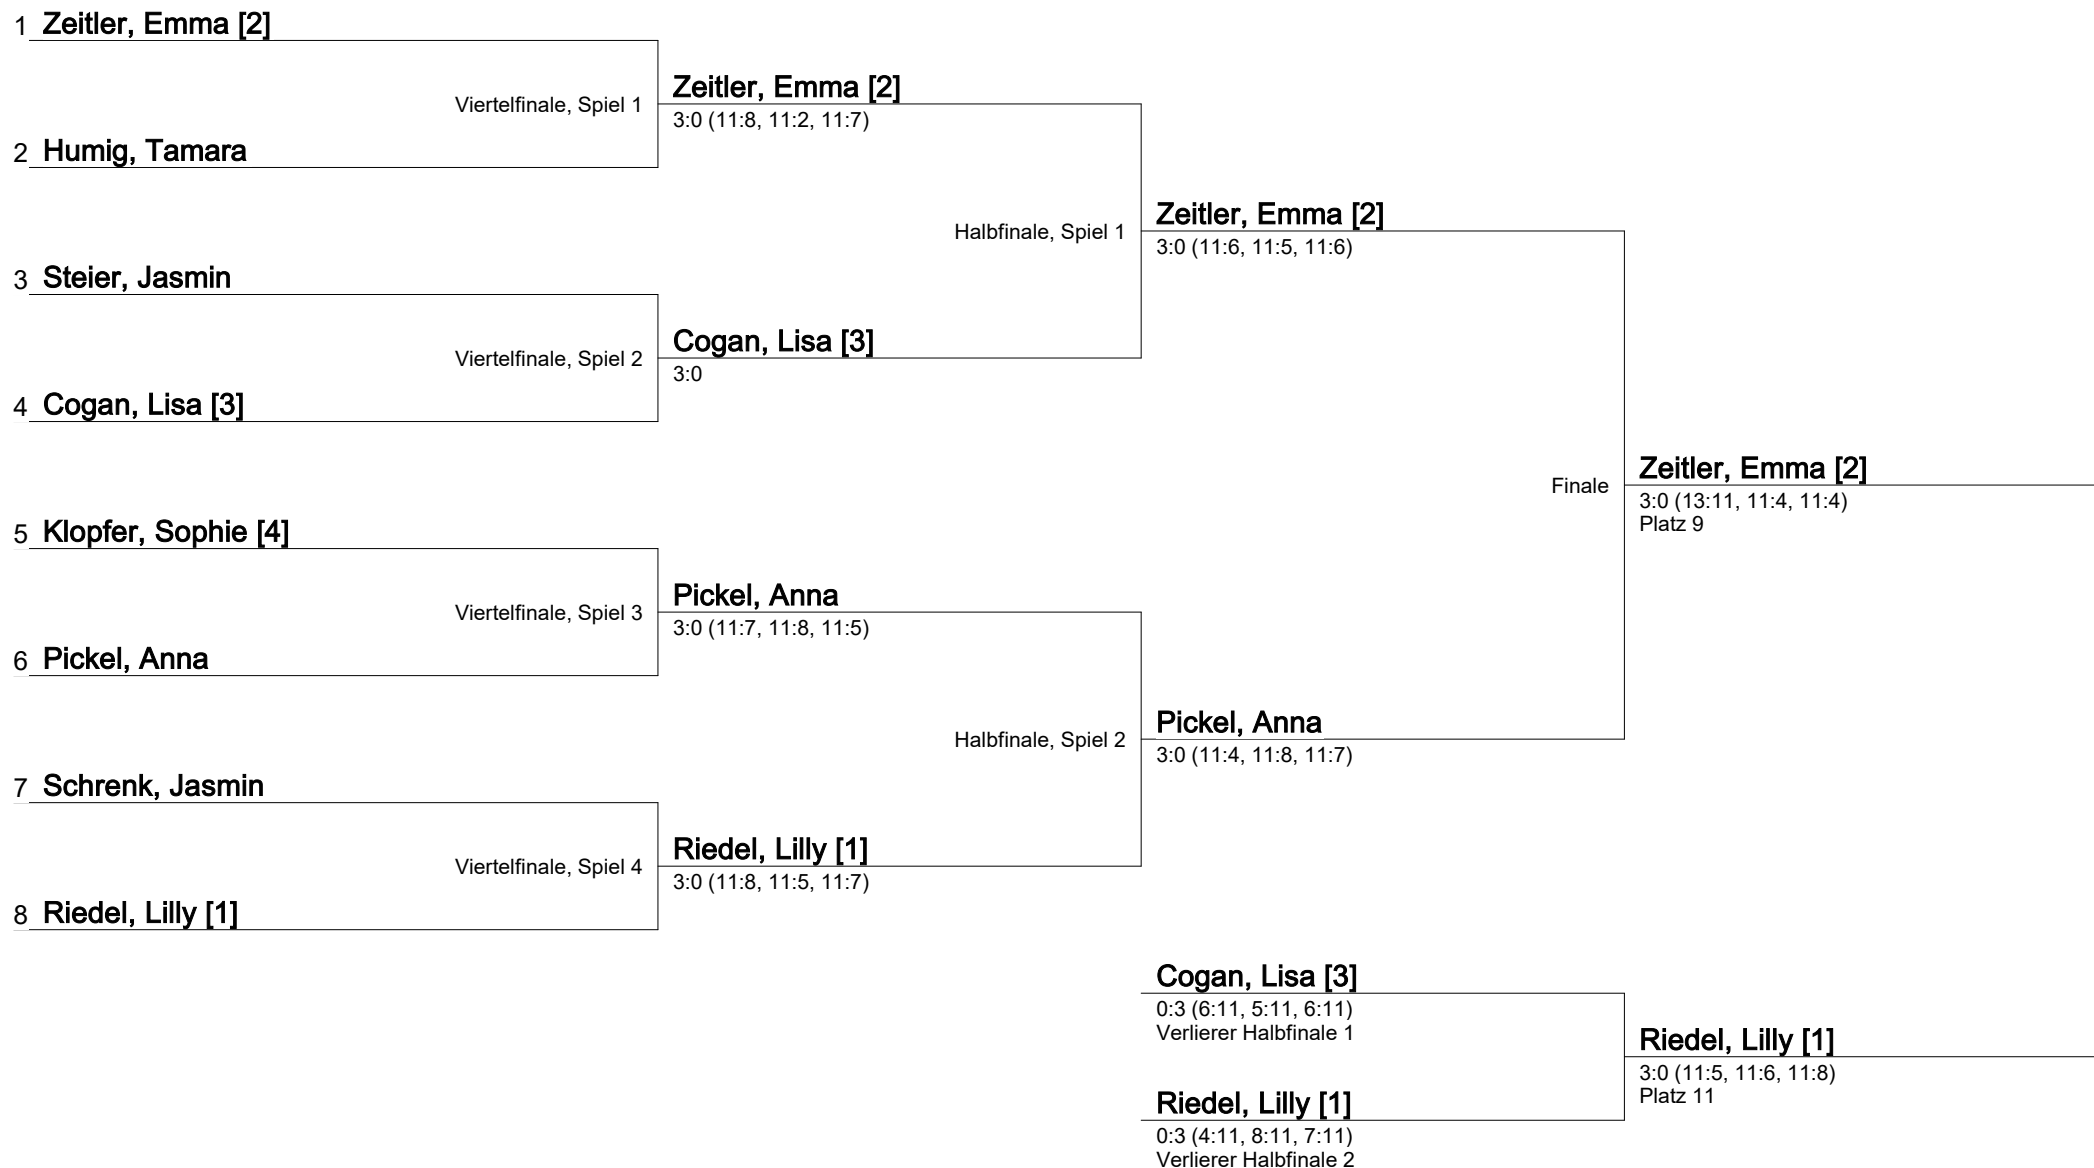 1 Zeitler, Emma [2]
Viertelfinale, Spiel 1
Zeitler, Emma [2]
3:0 (11:8, 11:2, 11:7)
2 Humig, Tamara
Halbfinale, Spiel 1
Zeitler, Emma [2]
3:0 (11:6, 11:5, 11:6)
3 Steier, Jasmin
Viertelfinale, Spiel 2
Cogan, Lisa [3]
3:0
4 Cogan, Lisa [3]
Finale
Zeitler, Emma [2]
3:0 (13:11, 11:4, 11:4)
Platz 9
5 Klopfer, Sophie [4]
Viertelfinale, Spiel 3
Pickel, Anna
3:0 (11:7, 11:8, 11:5)
6 Pickel, Anna
Halbfinale, Spiel 2
Pickel, Anna
3:0 (11:4, 11:8, 11:7)
7 Schrenk, Jasmin
Viertelfinale, Spiel 4
Riedel, Lilly [1]
3:0 (11:8, 11:5, 11:7)
8 Riedel, Lilly [1]
Cogan, Lisa [3]
0:3 (6:11, 5:11, 6:11)
Verlierer Halbfinale 1
Riedel, Lilly [1]
3:0 (11:5, 11:6, 11:8)
Platz 11
Riedel, Lilly [1]
0:3 (4:11, 8:11, 7:11)
Verlierer Halbfinale 2